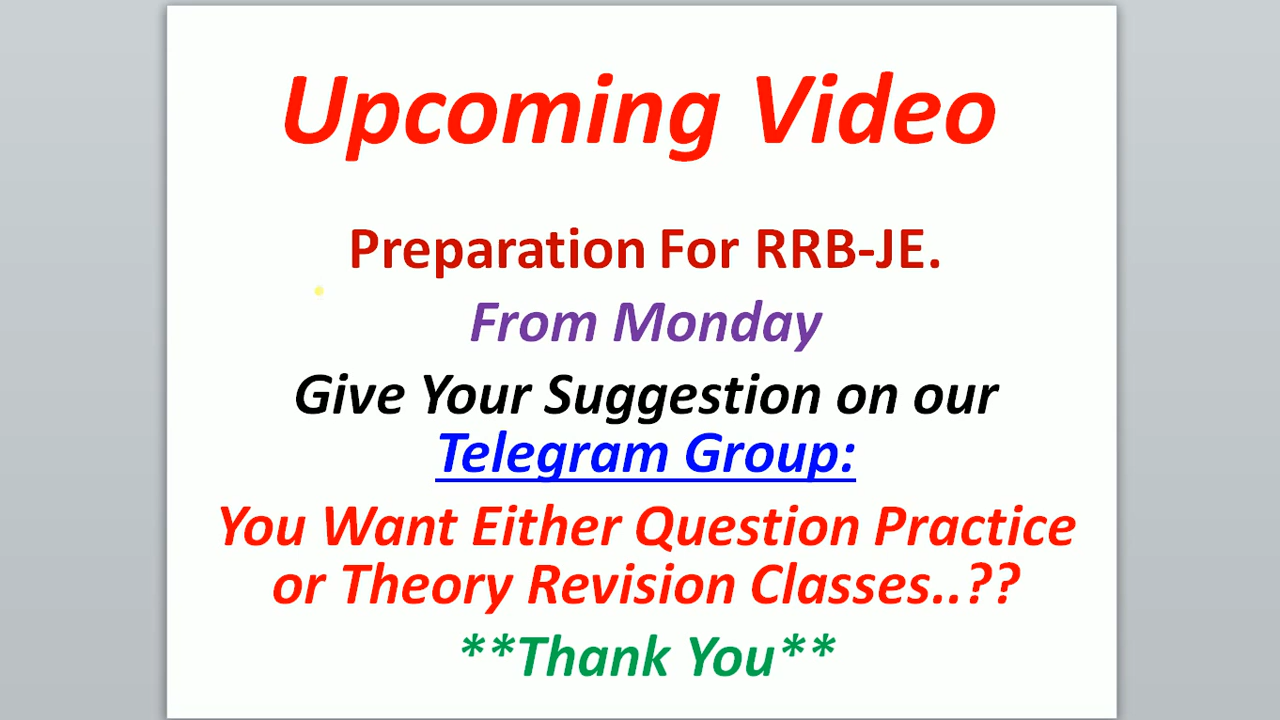 Upcoming Video
Preparation For RRB-JE.
From Monday
Give Your Suggestion on our
Telegram Group:
You Want Either Question Practice
or Theory Revision Classes..??
**Thank You**